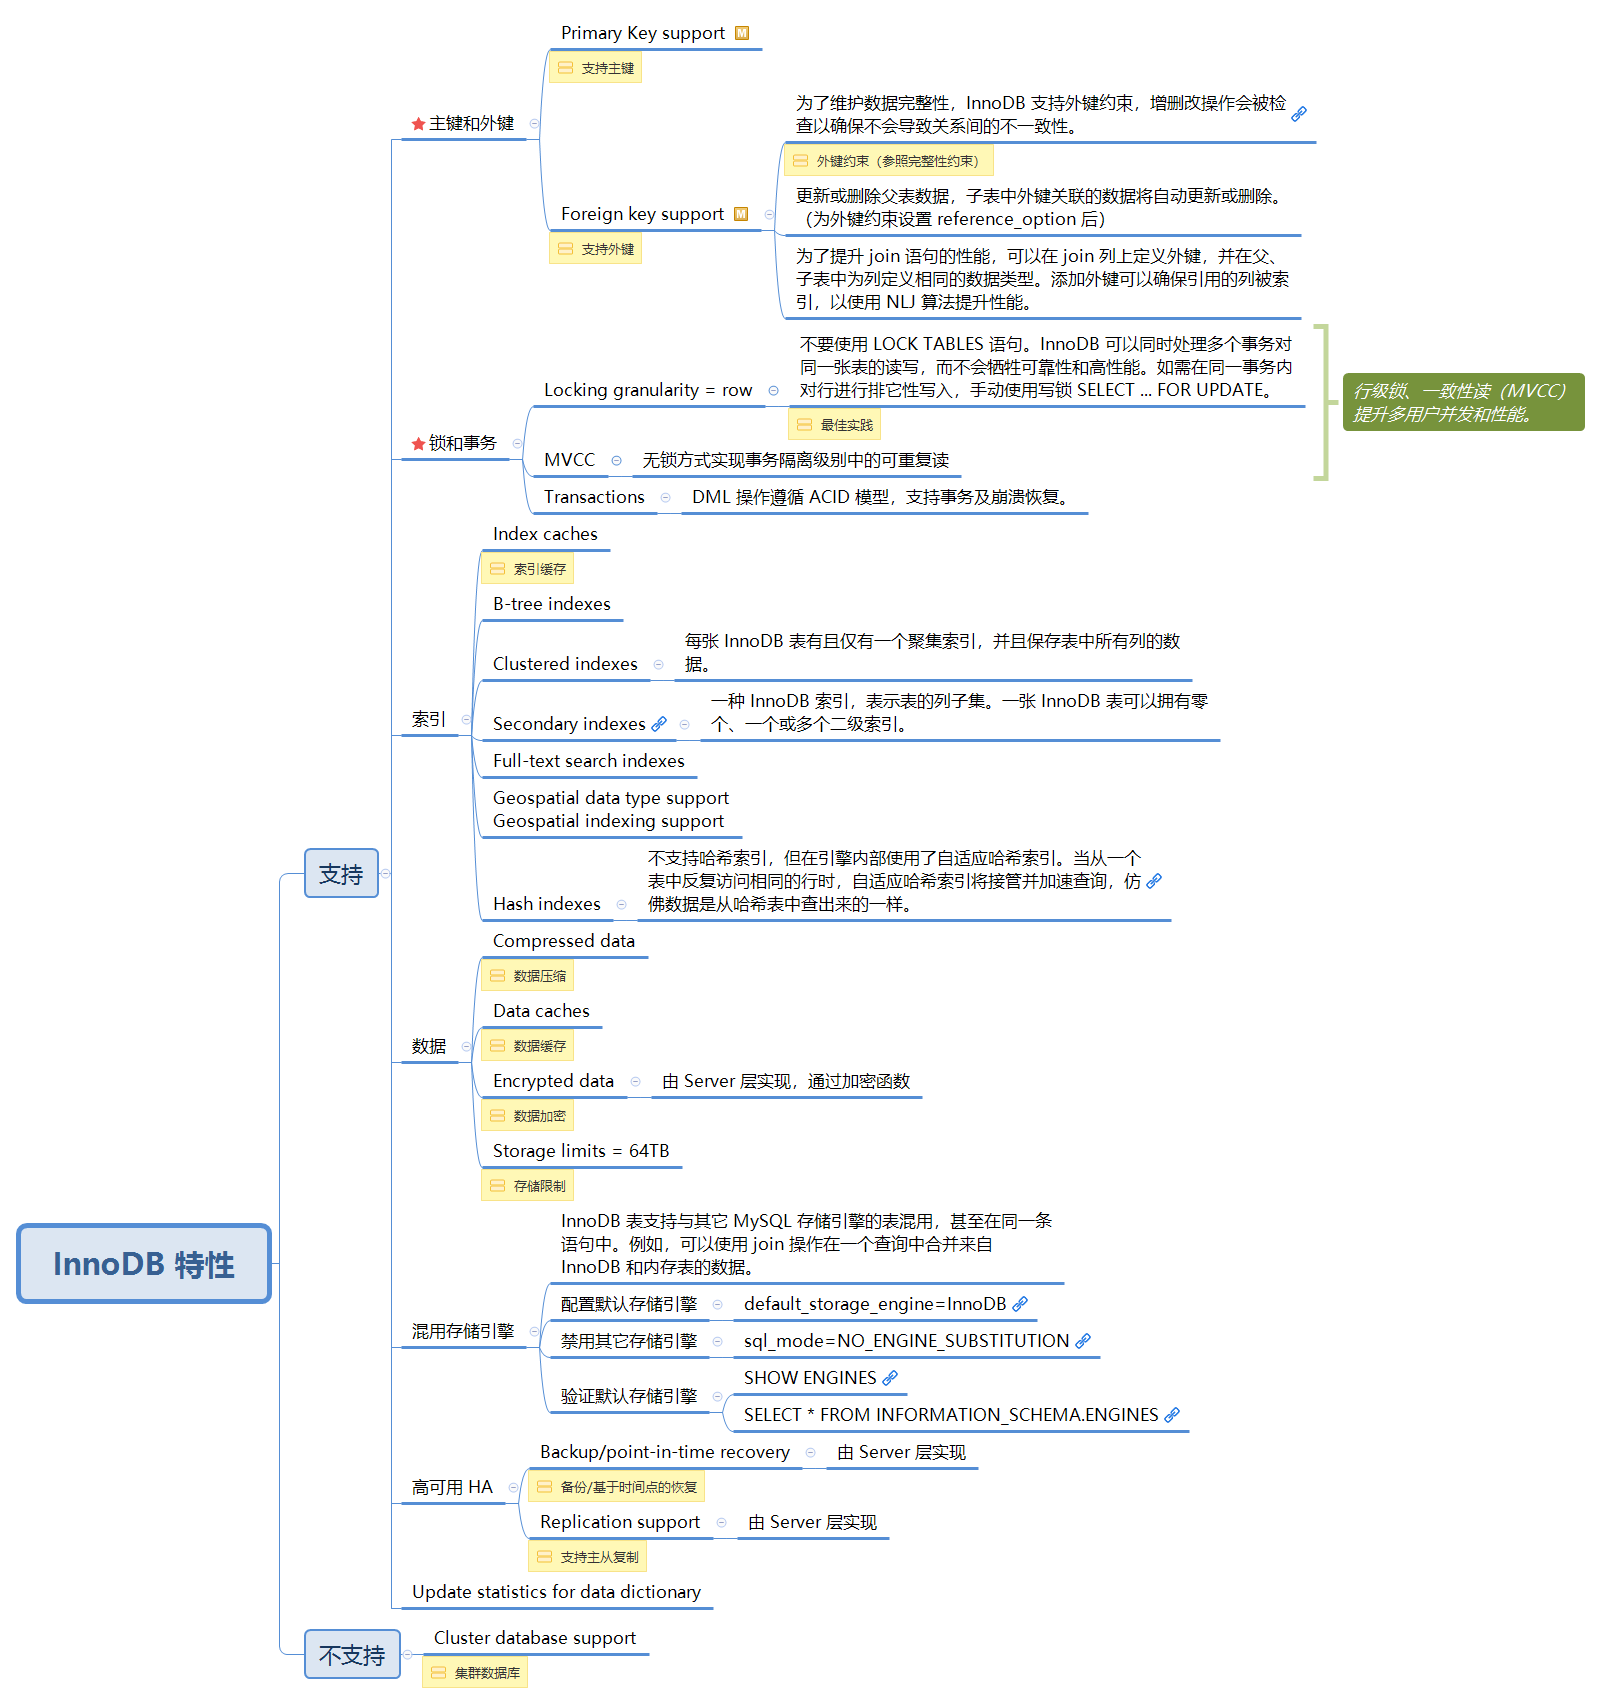 Primary Key support M
支持主键
主键和外键
为了维护数据完整性，InnoDB 支持外键约束，增删改操作会被检
查以确保不会导致关系间的不一致性。
外键约束（参照完整性约束）
Foreign key support M
支持外键
更新或删除父表数据，子表中外键关联的数据将自动更新或删除。
（为外键约束设置 reference_option 后）
为了提升 join 语句的性能，可以在 join 列上定义外键，并在父、
子表中为列定义相同的数据类型。添加外键可以确保引用的列被索
引，以使用 NLJ 算法提升性能。
锁和事务
Locking granularity = row
不要使用 LOCK TABLES 语句。InnoDB 可以同时处理多个事务对
同一张表的读写，而不会牺牲可靠性和高性能。如需在同一事务内
对行进行排它性写入，手动使用写锁 SELECT ... FOR UPDATE。
最佳实践
行级锁、一致性读（MVCC）
提升多用户并发和性能。
MVCC
无锁方式实现事务隔离级别中的可重复读
Transactions
DML 操作遵循 ACID 模型，支持事务及崩溃恢复。
索引
Index caches
索引缓存
B-tree indexes
Clustered indexes
每张 InnoDB 表有且仅有一个聚集索引，并且保存表中所有列的数
据。
Secondary indexes
一种 InnoDB 索引，表示表的列子集。一张 InnoDB 表可以拥有零
个、一个或多个二级索引。
Full-text search indexes
Geospatial data type support
Geospatial indexing support
Hash indexes
不支持哈希索引，但在引擎内部使用了自适应哈希索引。当从一个
表中反复访问相同的行时，自适应哈希索引将接管并加速查询，仿
佛数据是从哈希表中查出来的一样。
支持
数据
Compressed data
数据压缩
Data caches
数据缓存
Encrypted data
由 Server 层实现，通过加密函数
数据加密
Storage limits = 64TB
存储限制
InnoDB 特性
混用存储引擎
InnoDB 表支持与其它 MySQL 存储引擎的表混用，甚至在同一条
语句中。例如，可以使用 join 操作在一个查询中合并来自
InnoDB 和内存表的数据。
配置默认存储引擎
default_storage_engine=InnoDB
禁用其它存储引擎
sql_mode=NO_ENGINE_SUBSTITUTION
验证默认存储引擎
SHOW ENGINES
SELECT * FROM INFORMATION_SCHEMA.ENGINES
高可用 HA
Backup/point-in-time recovery
由 Server 层实现
备份/基于时间点的恢复
Replication support
由 Server 层实现
支持主从复制
Update statistics for data dictionary
不支持
Cluster database support
集群数据库